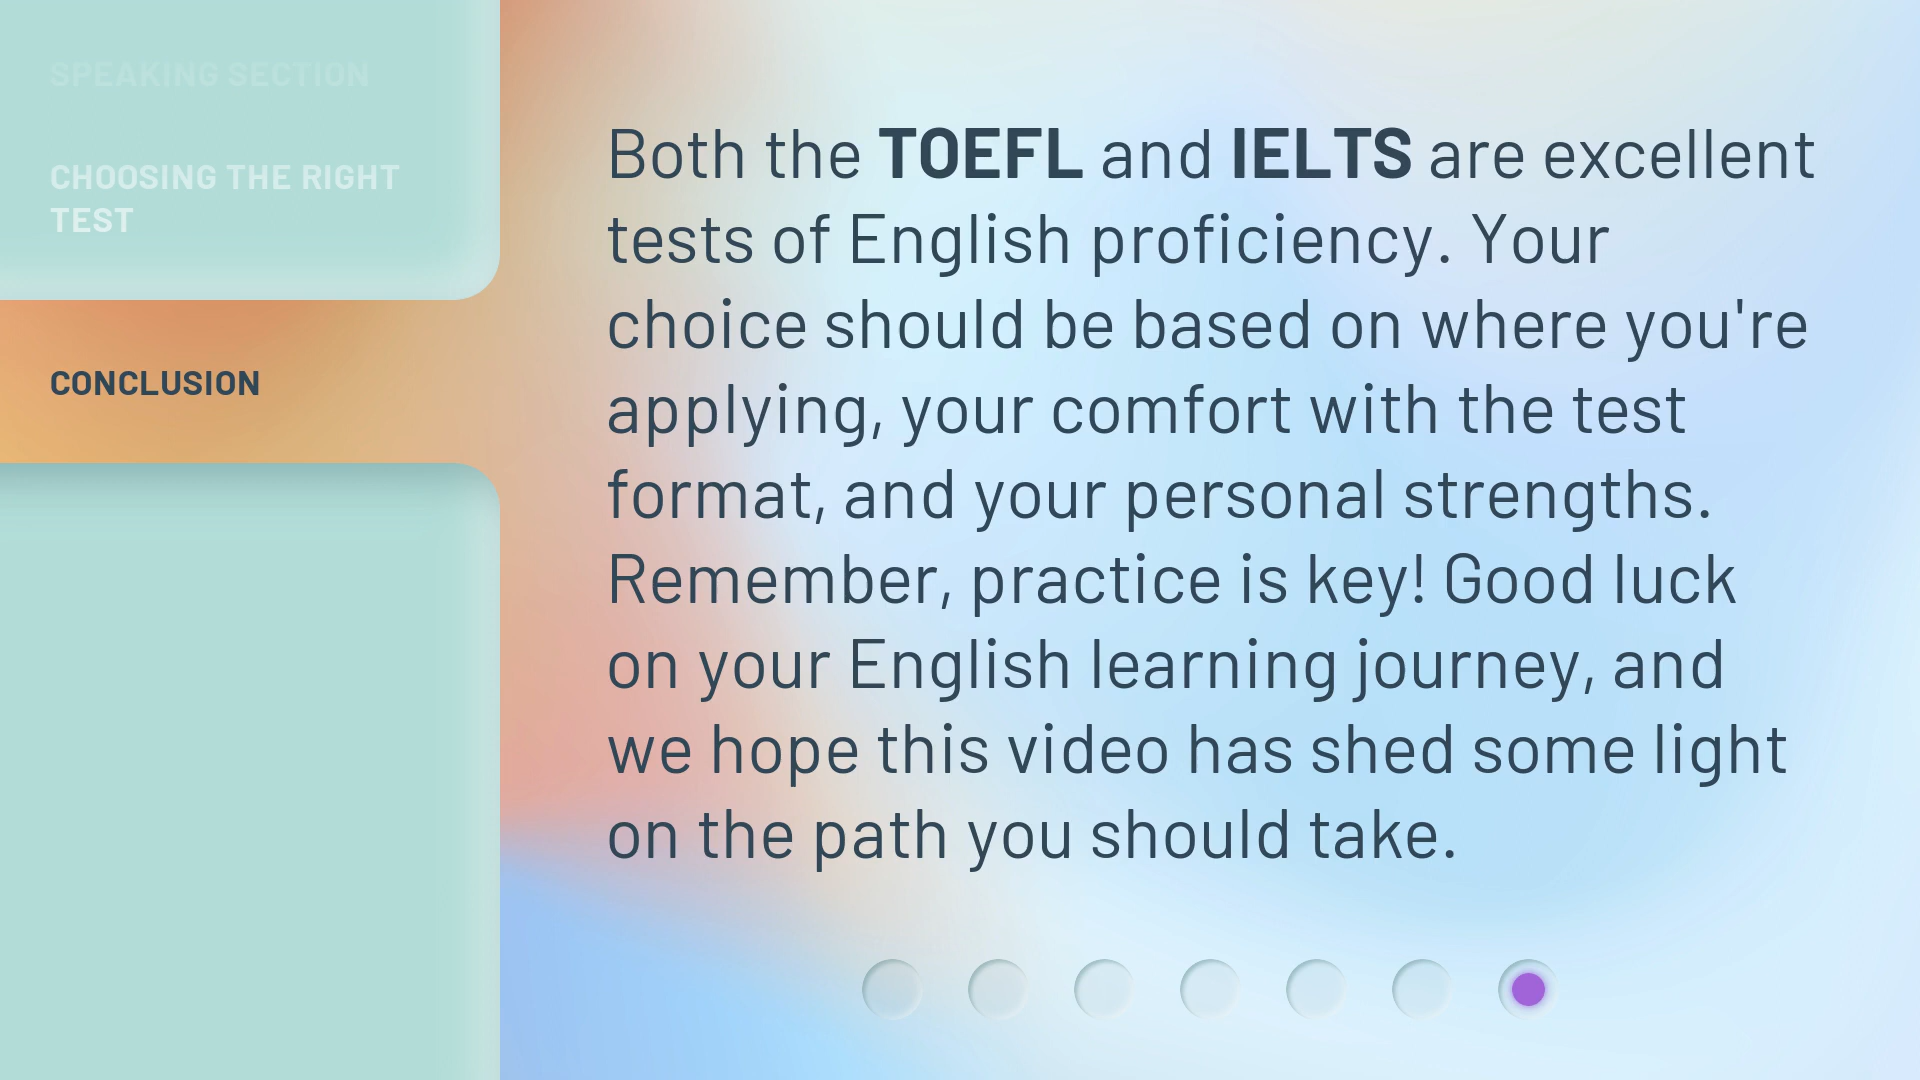 SPEAKING SECTION
CHOOSING THE RIGHT
TEST
CONCLUSION
Both the TOEFL and IELTS are excellent
tests of English proficiency. Your
choice should be based on where you're
applying, your comfort with the test
format, and your personal strengths.
Remember, practice is key! Good luck
on your English learning journey, and
we hope this video has shed some light
on the path you should take.